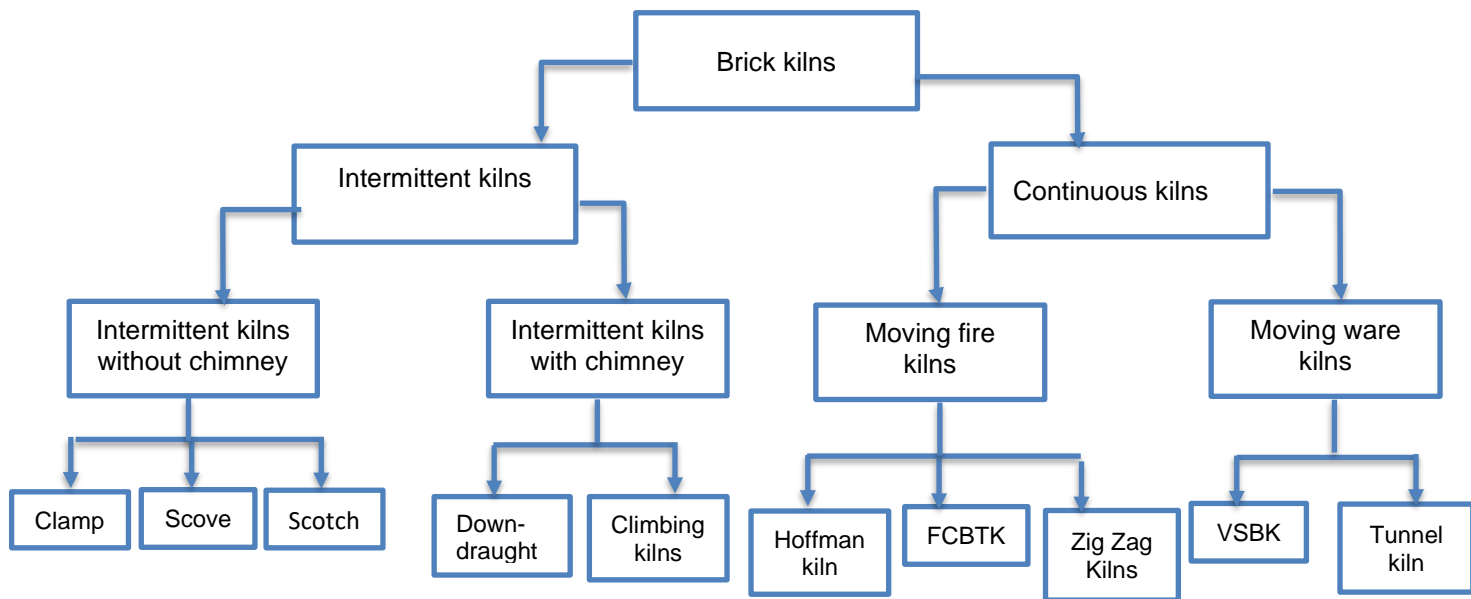 Brick kilns
Intermittent kilns
Continuous kilns
Intermittent kilns
without chimney
Intermittent kilns
with chimney
Moving fire
kilns
Moving ware
kilns
Clamp
Scove
Scotch
Down-
draught
Climbing
kilns
Hoffman
kiln
FCBTK
Zig Zag
Kilns
VSBK
Tunnel
kiln